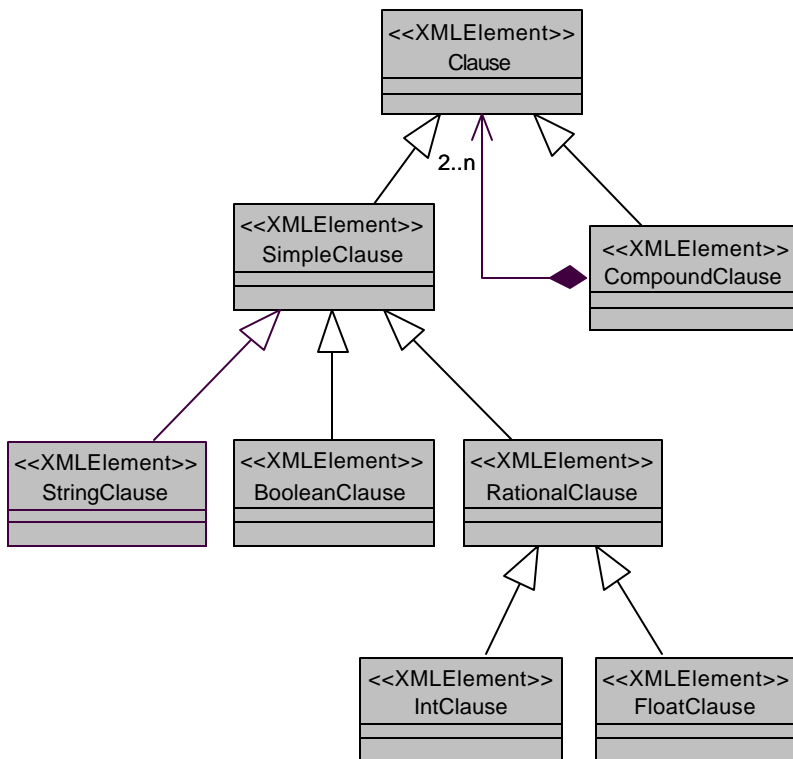 <<XMLElement>>
Clause
2..n
<<XMLElement>>
SimpleClause
<<XMLElement>>
CompoundClause
<<XMLElement>>
StringClause
<<XMLElement>>
BooleanClause
<<XMLElement>>
RationalClause
<<XMLElement>>
IntClause
<<XMLElement>>
FloatClause